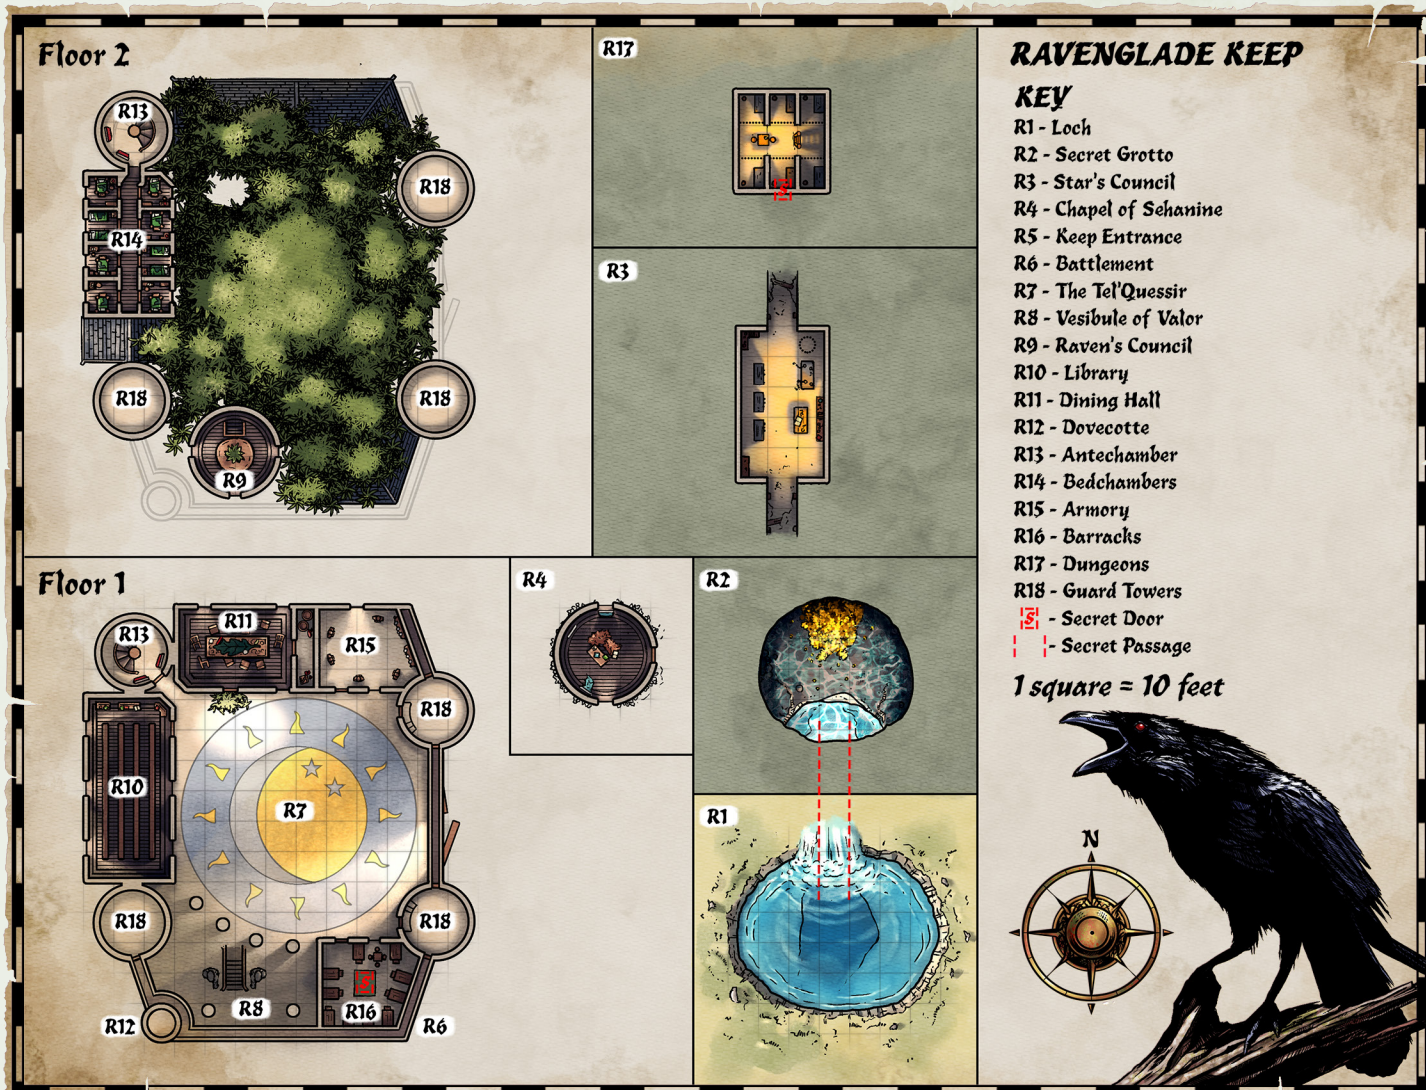 Floor 2
R13
R18
R14
R18
R18
R9
R17
S
R3
Floor 1
R13
R11
R15
R18
R10
R7
R18
R18
R8
S
R16
R12
R6
R4
R2
R1
RAVENGLADE KEEP
KEY
R1 - Loch
R2 - Secret Grotto
R3 - Star's Council
R4 - Chapel of Sehanine
R5 - Keep Entrance
R6 - Battlement
R7 - The Tel'Quessir
R8 - Vesibule of Valor
R9 - Raven's Council
R10 - Library
R11 - Dining Hall
R12 - Dovecotte
R13 - Antechamber
R14 - Bedchambers
R15 - Armory
R16 - Barracks
R17 - Dungeons
R18 - Guard Towers
S - Secret Door
- Secret Passage
1 square = 10 feet
N